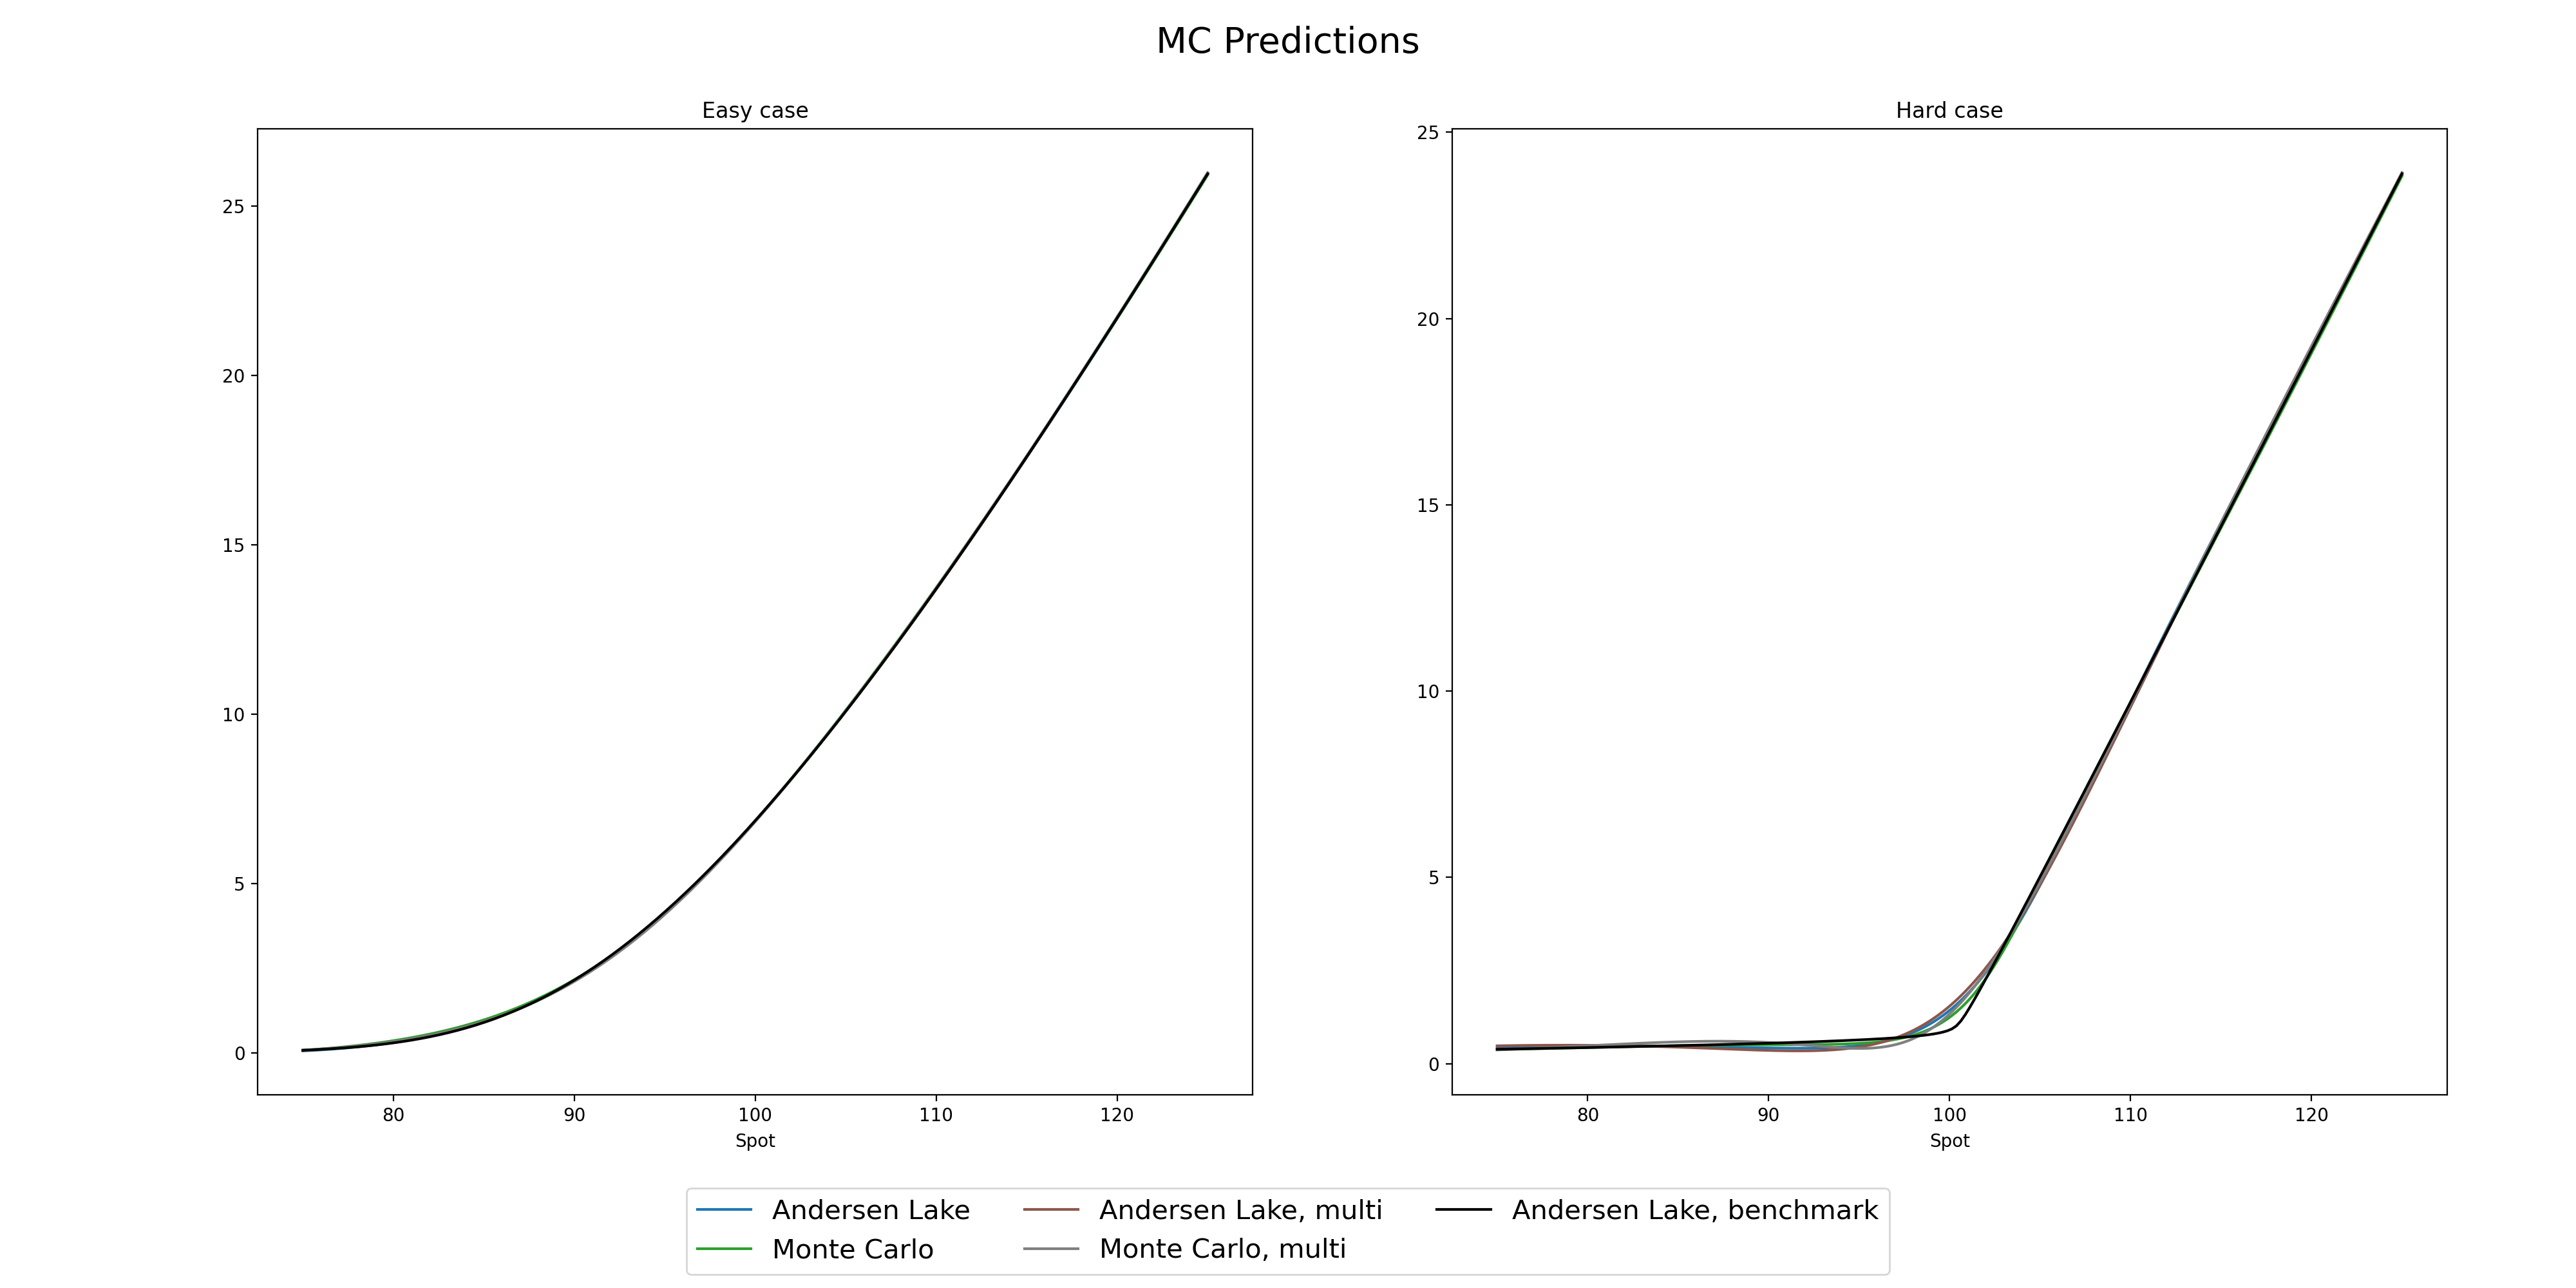 MC Predictions
Easy case
25
20
15
10
5
0
80 90 100 110 120
Spot
Hard case
25
20
15
10
5
0
80 90 100 110 120
Spot
Andersen Lake
Monte Carlo
Andersen Lake, multi
Monte Carlo, multi
Andersen Lake, benchmark